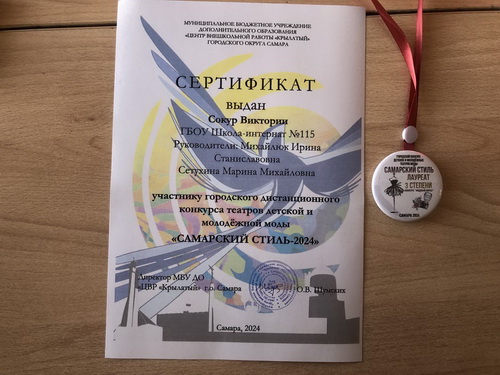 МУНИЦИПАЛЬНОЕ БЮДЖЕТНОЕ УЧРЕЖДЕНИЕ
ДОПОЛНИТЕЛЬНОГО ОБРАЗОВАНИЯ
«ЦЕНТР ВНЕШКОЛЬНОЙ РАБОТЫ «КРЫЛАТЫЙ»
ГОРОДСКОГО ОКРУГА САМАРА
СЕРТИФИКАТ
выдан
Сокур Виктории
ГБОУ Школа-интернат №115
Руководители: Михайлюк Ирина
Станиславовна
Сетухина Марина Михайловна
участнику городского дистанционного
конкурса театров детской и
молодёжной моды
«САМАРСКИЙ СТИЛЬ-2024»
Директор МБУ ДО
«ЦВР «Крылатый» г.о. Самара
О.В. Шумских
Самара, 2024
САМАРСКИЙ СТИЛЬ
ЛАУРЕАТ
3 СТЕПЕНИ